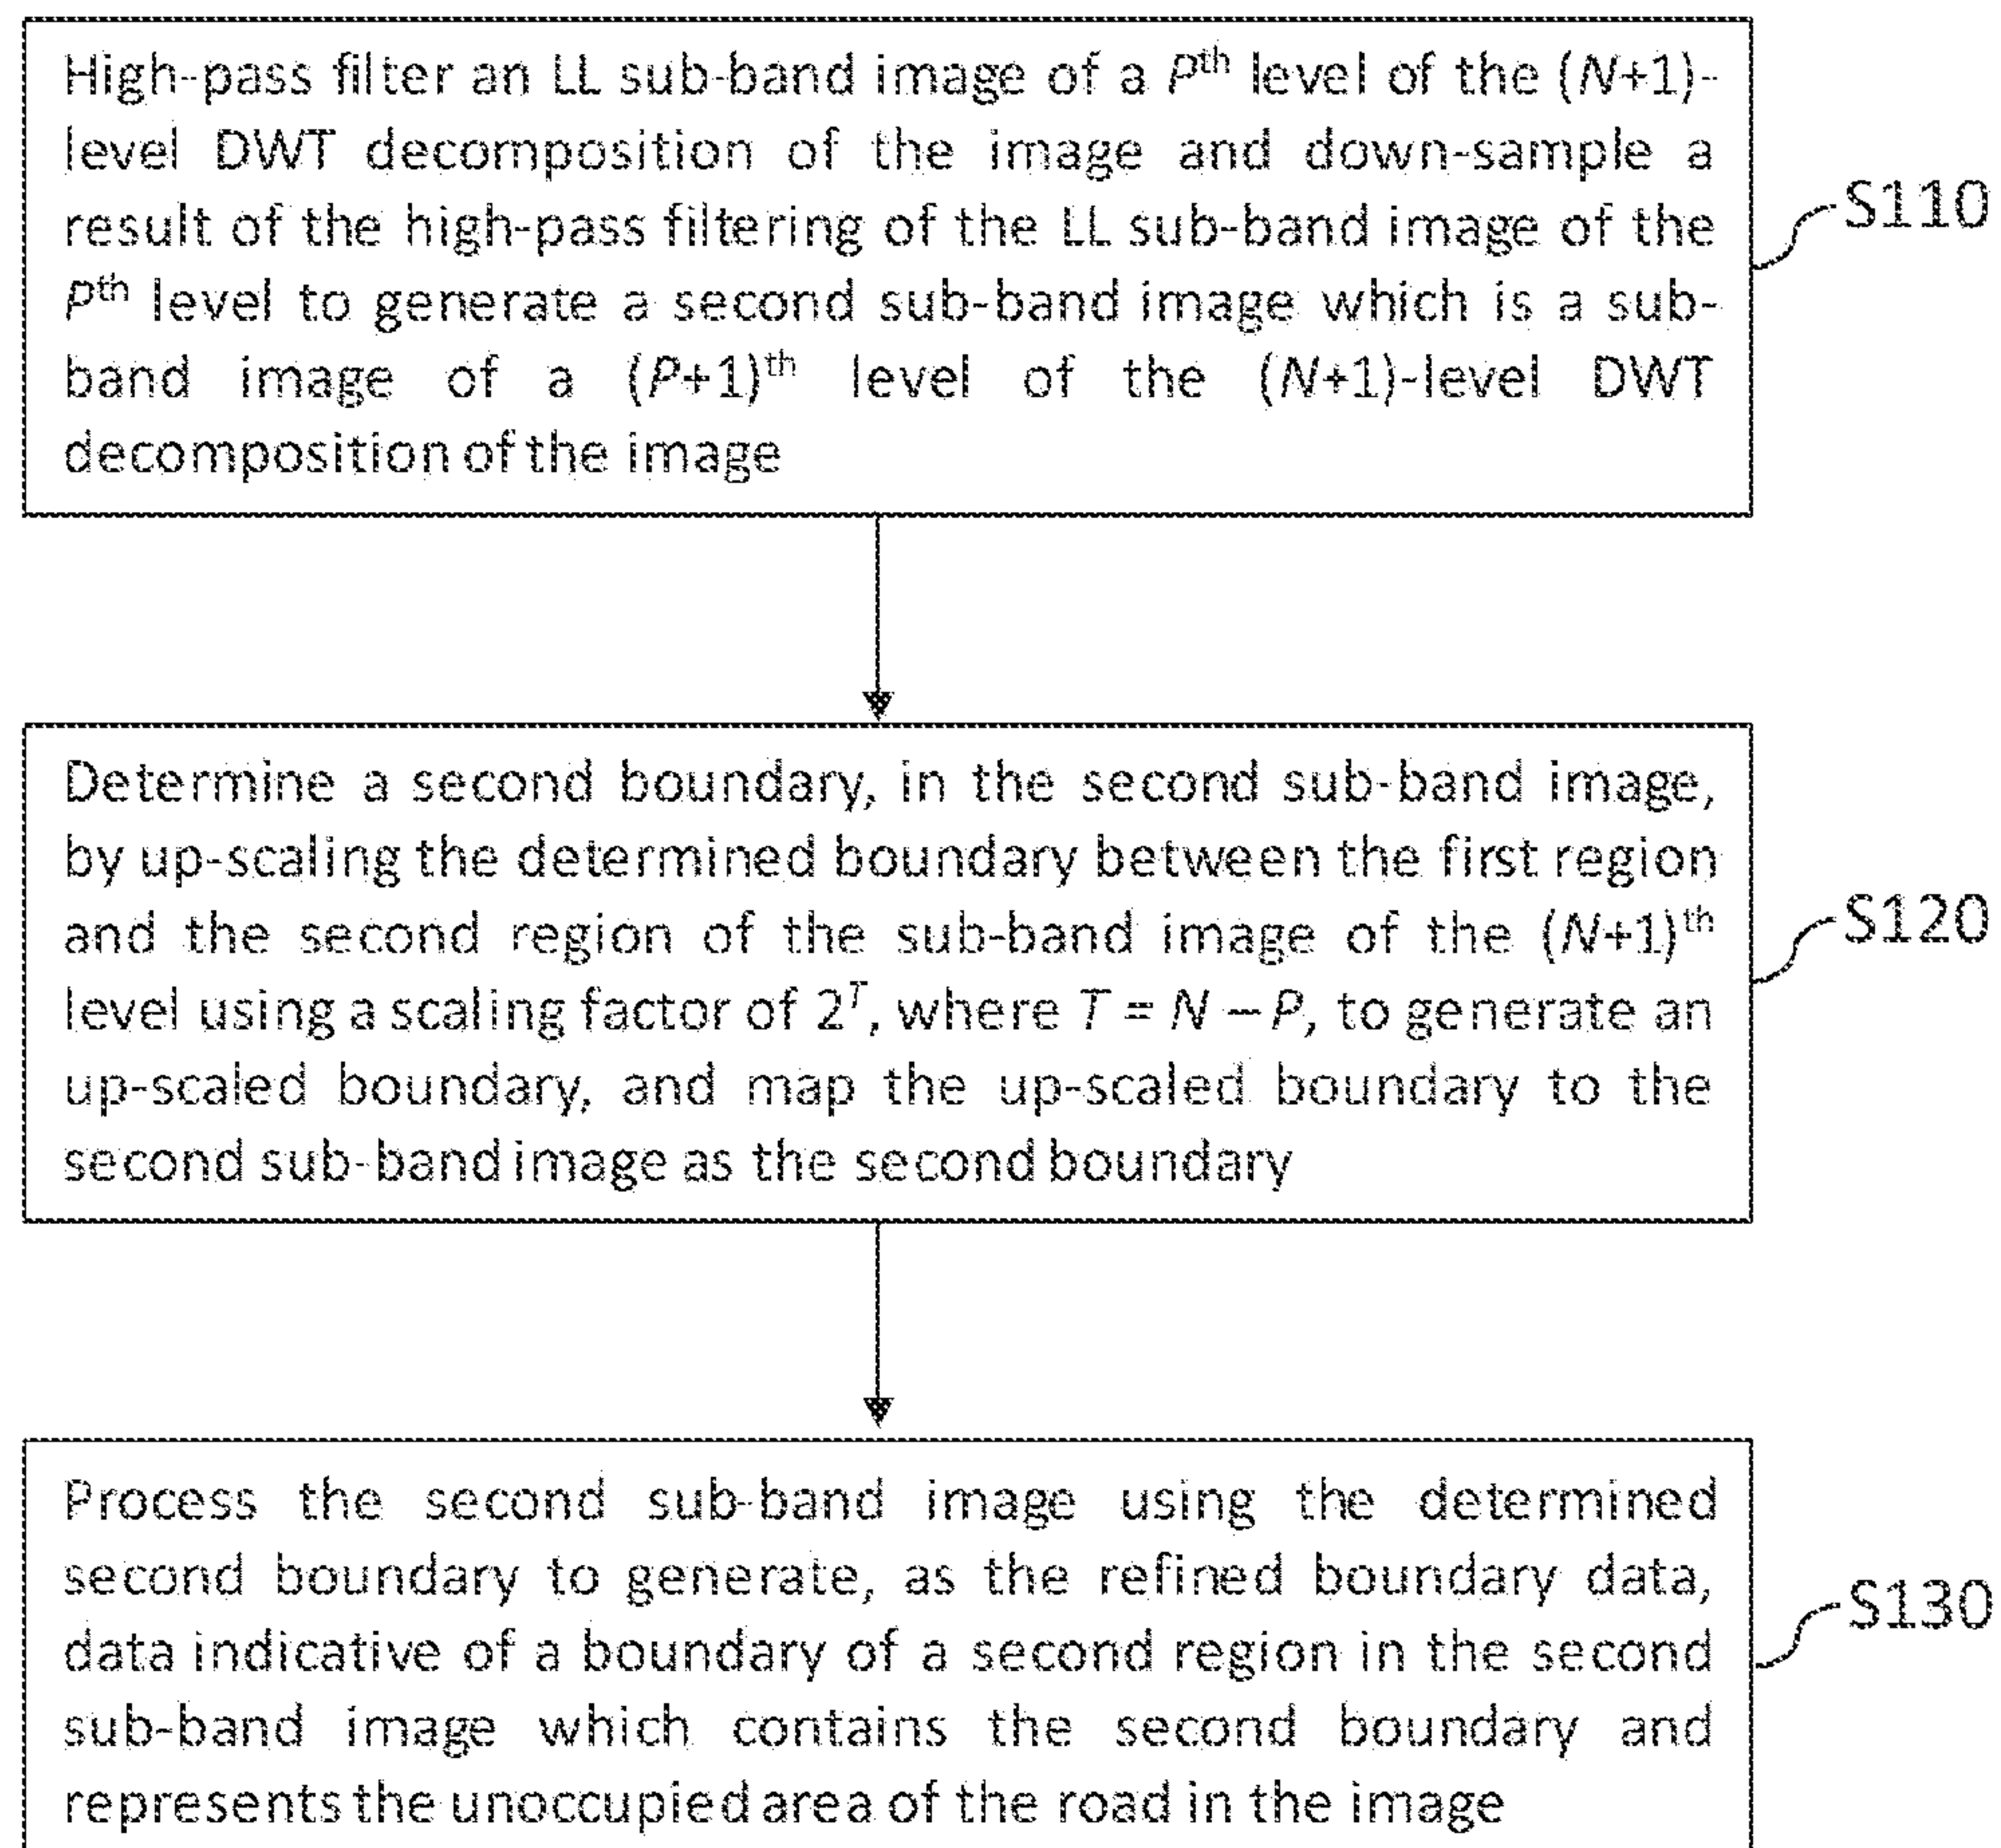 High-pass filter an LL sub-band image of a Pth level of the (N+1)-
level DWT decomposition of the image and down-sample a
result of the high-pass filtering of the LL sub-band image of the
Pth level to generate a second sub-band image which is a sub-
band image of a (P+1)th level of the (N+1)-level DWT
decomposition of the image
S110
Determine a second boundary, in the second sub-band image,
by up-scaling the determined boundary between the first region
and the second region of the sub-band image of the (N+1)th
level using a scaling factor of 2^T, where T = N – P, to generate an
up-scaled boundary, and map the up-scaled boundary to the
second sub-band image as the second boundary
S120
Process the second sub-band image using the determined
second boundary to generate, as the refined boundary data,
data indicative of a boundary of a second region in the second
sub-band image which contains the second boundary and
represents the unoccupied area of the road in the image
S130